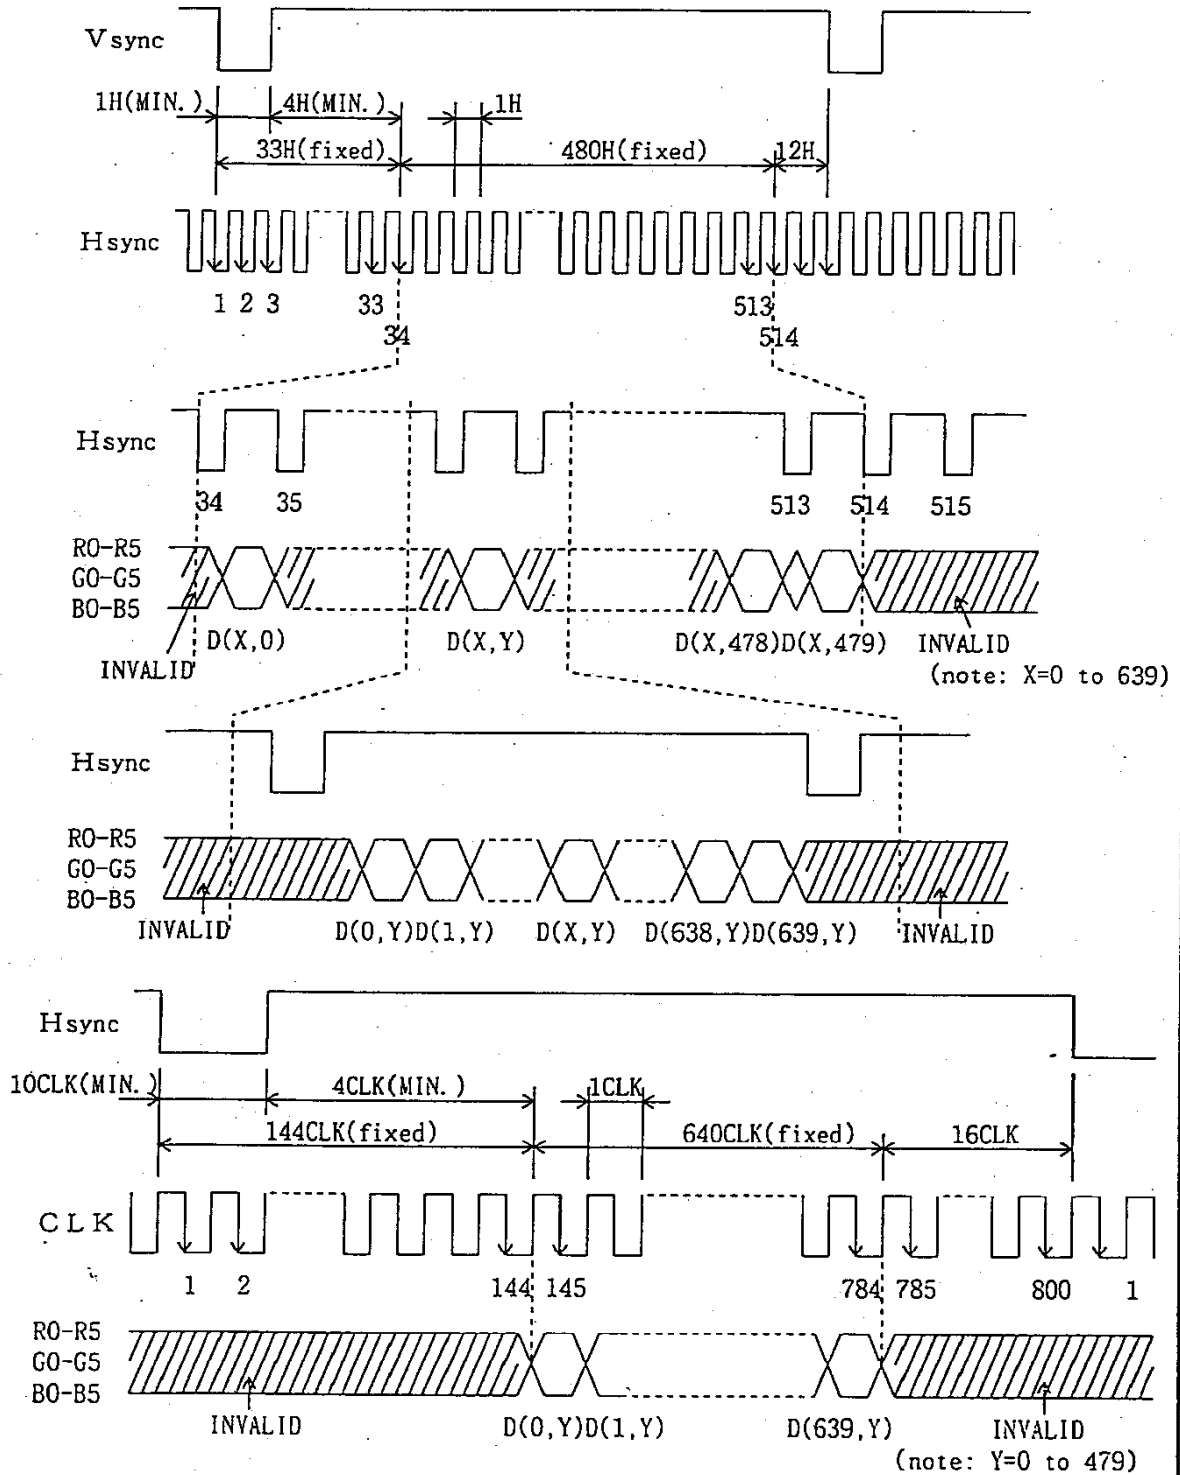 Vsync
1H(MIN.) 4H(MIN.) 1H
33H(fixed) 480H(fixed) 12H
Hsync
1 2 3 33 513
34 514
Hsync
34 35 513 514 515
R0-R5
G0-G5
B0-B5
D(X,0) D(X,Y) D(X,478)D(X,479) INVALID
INVALID
(note: X=0 to 639)
Hsync
R0-R5
G0-G5
B0-B5
INVALID D(0,Y)D(1,Y) D(X,Y) D(638,Y)D(639,Y) INVALID
Hsync
10CLK(MIN.) 4CLK(MIN.) 1CLK
144CLK(fixed) 640CLK(fixed) 16CLK
CLK
1 2 144 145 784 785 800 1
R0-R5
G0-G5
B0-B5
INVALID D(0,Y)D(1,Y) D(639,Y) INVALID
(note: Y=0 to 479)